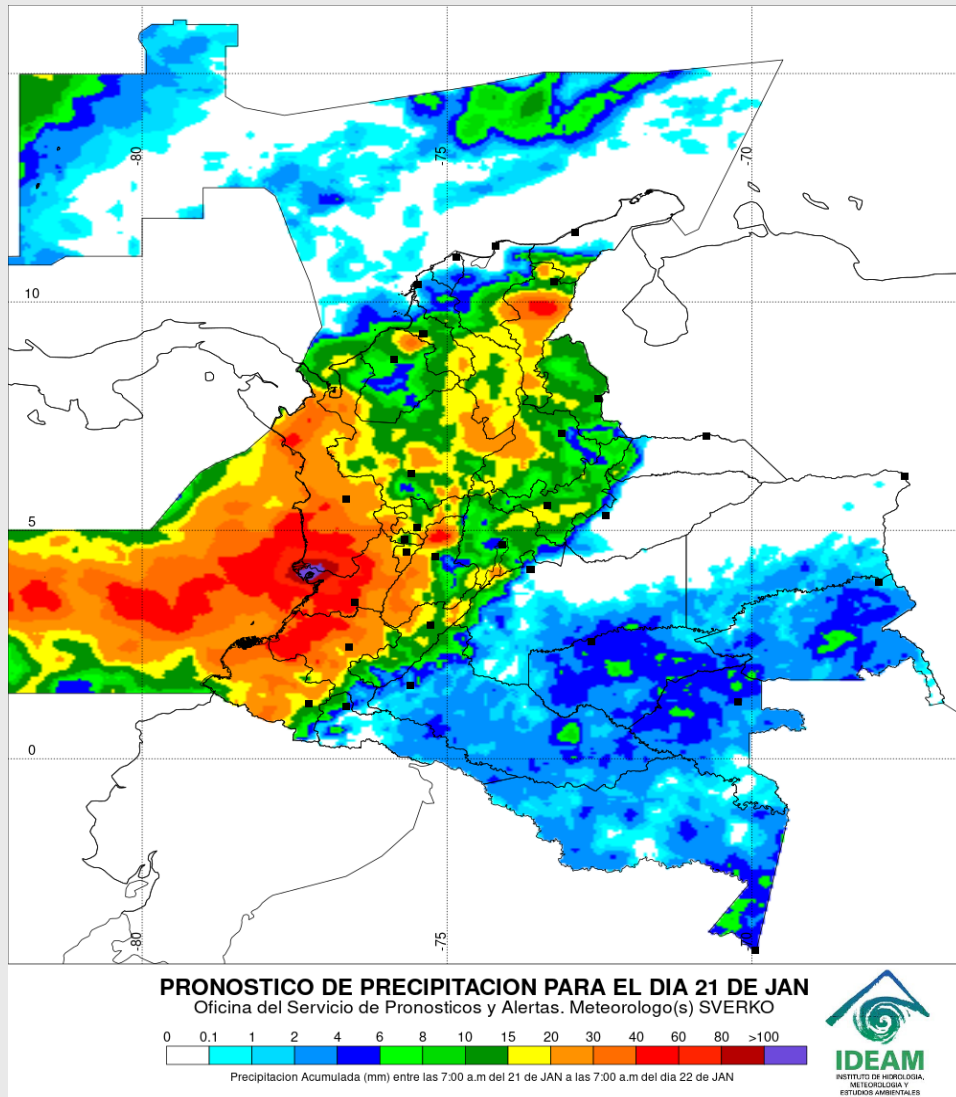 -80
-75
-70
10
5
0
-80
-75
-70
PRONOSTICO DE PRECIPITACION PARA EL DIA 21 DE JAN
Oficina del Servicio de Pronosticos y Alertas. Meteorologo(s) SVERKO
0 0.1 1 2 4 6 8 10 15 20 30 40 60 80 >100
Precipitacion Acumulada (mm) entre las 7:00 a.m del 21 de JAN a las 7:00 a.m del dia 22 de JAN
IDEAM
INSTITUTO DE HIDROLOGIA,
METEOROLOGIA Y
ESTUDIOS AMBIENTALES